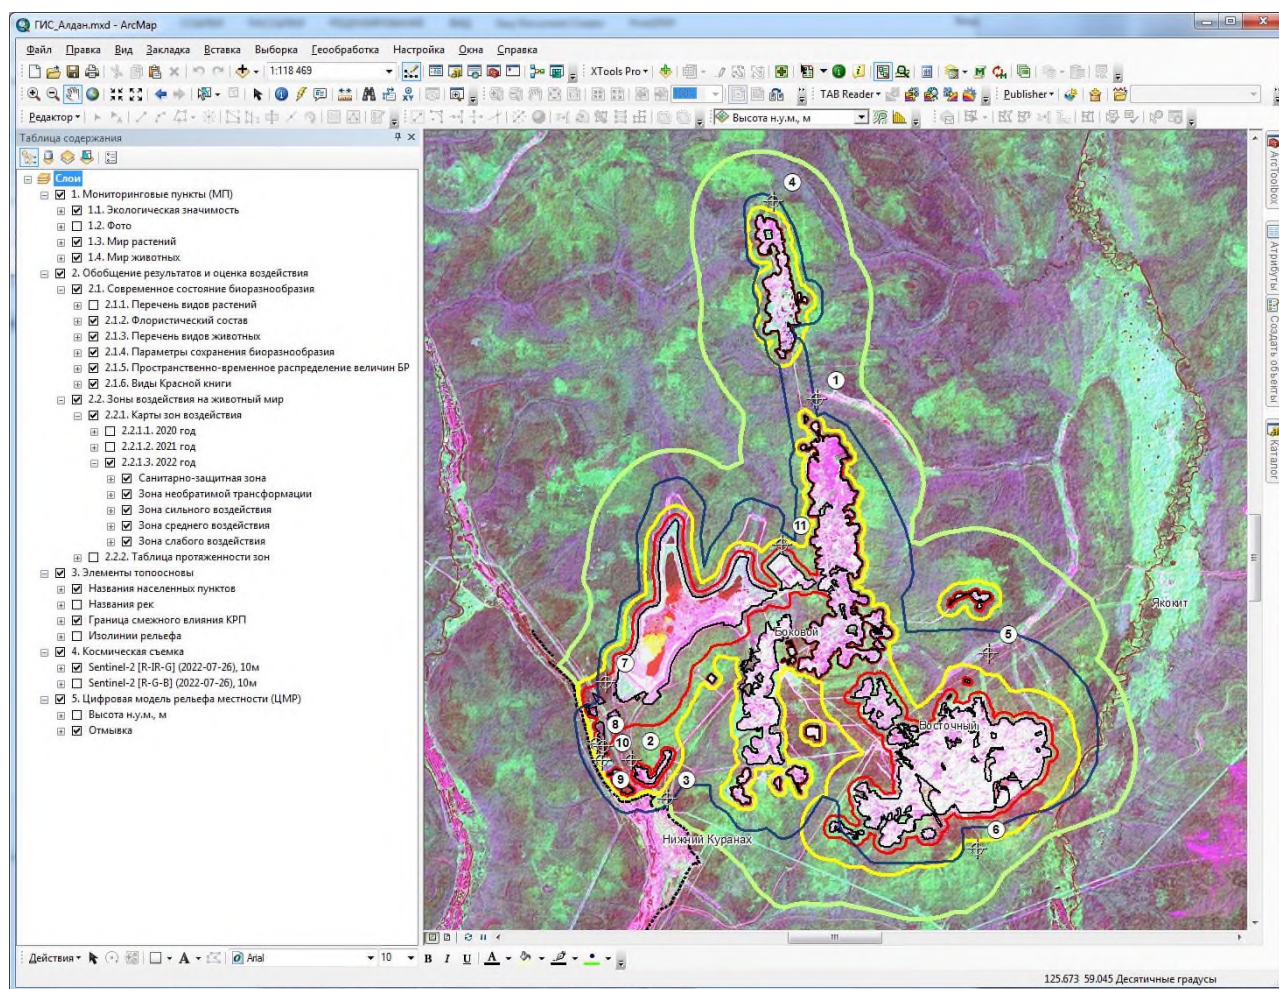 ГИС_Алдан.mxd - ArcMap
Файл Правка Вид Закладка Вставка Выборка Геообработка Настройка Окна Справка
1:118 469 XTools Pro
100% TAB Reader Publisher
Редактор Высота н.у.м., м
Таблица содержания
Слои
1. Мониторинговые пункты (МП)
1.1. Экологическая значимость
1.2. Фото
1.3. Мир растений
1.4. Мир животных
2. Обобщение результатов и оценка воздействия
2.1. Современное состояние биоразнообразия
2.1.1. Перечень видов растений
2.1.2. Флористический состав
2.1.3. Перечень видов животных
2.1.4. Параметры сохранения биоразнообразия
2.1.5. Пространственно-временное распределение величин БР
2.1.6. Виды Красной книги
2.2. Зоны воздействия на животный мир
2.2.1. Карты зон воздействия
2.2.1.1. 2020 год
2.2.1.2. 2021 год
2.2.1.3. 2022 год
Санитарно-защитная зона
Зона необратимой трансформации
Зона сильного воздействия
Зона среднего воздействия
Зона слабого воздействия
2.2.2. Таблица протяженности зон
3. Элементы топоосновы
Названия населенных пунктов
Названия рек
Граница смежного влияния КРП
Изолинии рельефа
4. Космическая съемка
Sentinel-2 [R-IR-G] (2022-07-26), 10м
Sentinel-2 [R-G-B] (2022-07-26), 10м
5. Цифровая модель рельефа местности (ЦМР)
Высота н.у.м., м
Отмывка
4
1
11
Якокит
Боковой
5
7
8
Восточный
10 2
9
3
6
Нижний Куранах
ArcToolbox
Атрибуты
Создать объекты
Каталог
Действия Arial 10 B I U A
125.673 59.045 Десятичные градусы